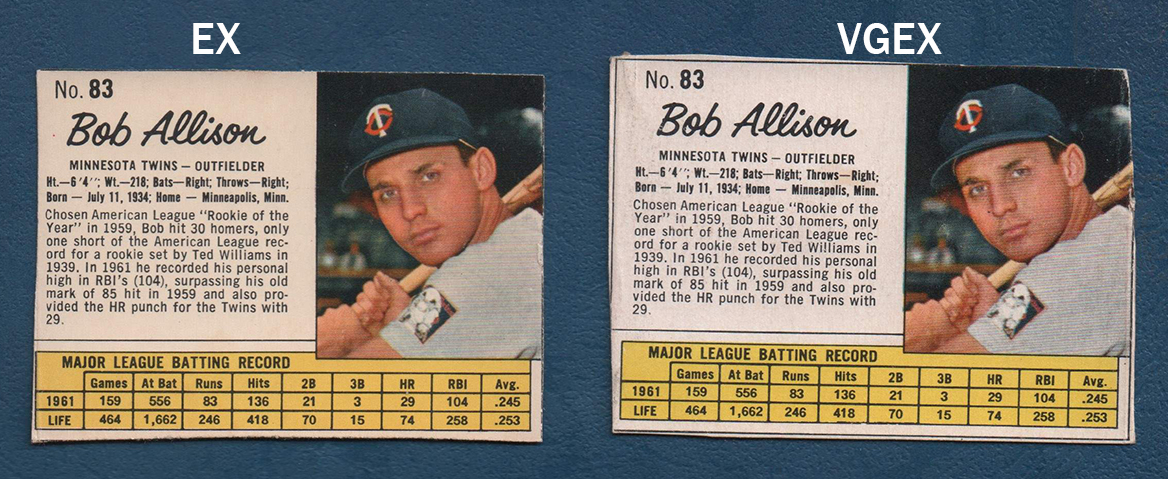 EX
No. 83
Bob Allison
MINNESOTA TWINS — OUTFIELDER
Ht.—6'4''; Wt.—218; Bats—Right; Throws—Right;
Born — July 11, 1934; Home — Minneapolis, Minn.
Chosen American League "Rookie of the
Year" in 1959, Bob hit 30 homers, only
one short of the American League rec-
ord for a rookie set by Ted Williams in
1939. In 1961 he recorded his personal
high in RBI's (104), surpassing his old
mark of 85 hit in 1959 and also pro-
vided the HR punch for the Twins with
29.
TC
MAJOR LEAGUE BATTING RECORD
Games At Bat Runs Hits 2B 3B HR RBI Avg.
1961 159 556 83 136 21 3 29 104 .245
LIFE 464 1,662 246 418 70 15 74 258 .253
VGEX
No. 83
Bob Allison
MINNESOTA TWINS — OUTFIELDER
Ht.—6'4''; Wt.—218; Bats—Right; Throws—Right;
Born — July 11, 1934; Home — Minneapolis, Minn.
Chosen American League "Rookie of the
Year" in 1959, Bob hit 30 homers, only
one short of the American League rec-
ord for a rookie set by Ted Williams in
1939. In 1961 he recorded his personal
high in RBI's (104), surpassing his old
mark of 85 hit in 1959 and also pro-
vided the HR punch for the Twins with
29.
TC
MAJOR LEAGUE BATTING RECORD
Games At Bat Runs Hits 2B 3B HR RBI Avg.
1961 159 556 83 136 21 3 29 104 .245
LIFE 464 1,662 246 418 70 15 74 258 .253